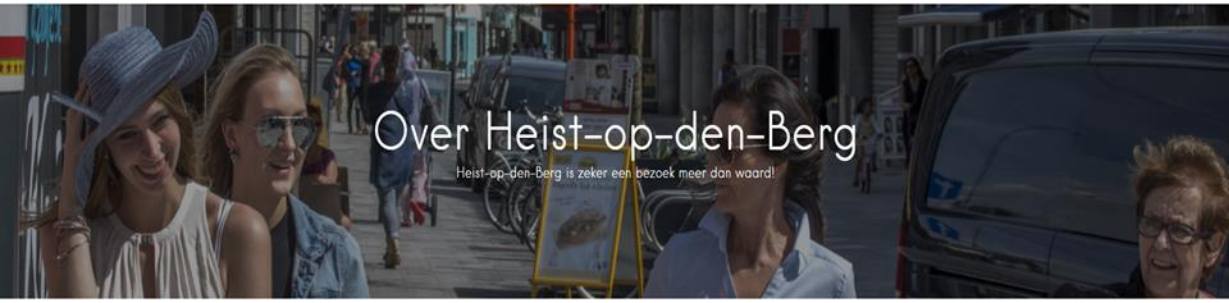 Over Heist-op-den-Berg
Heist-op-den-Berg is zeker een bezoek meer dan waard!